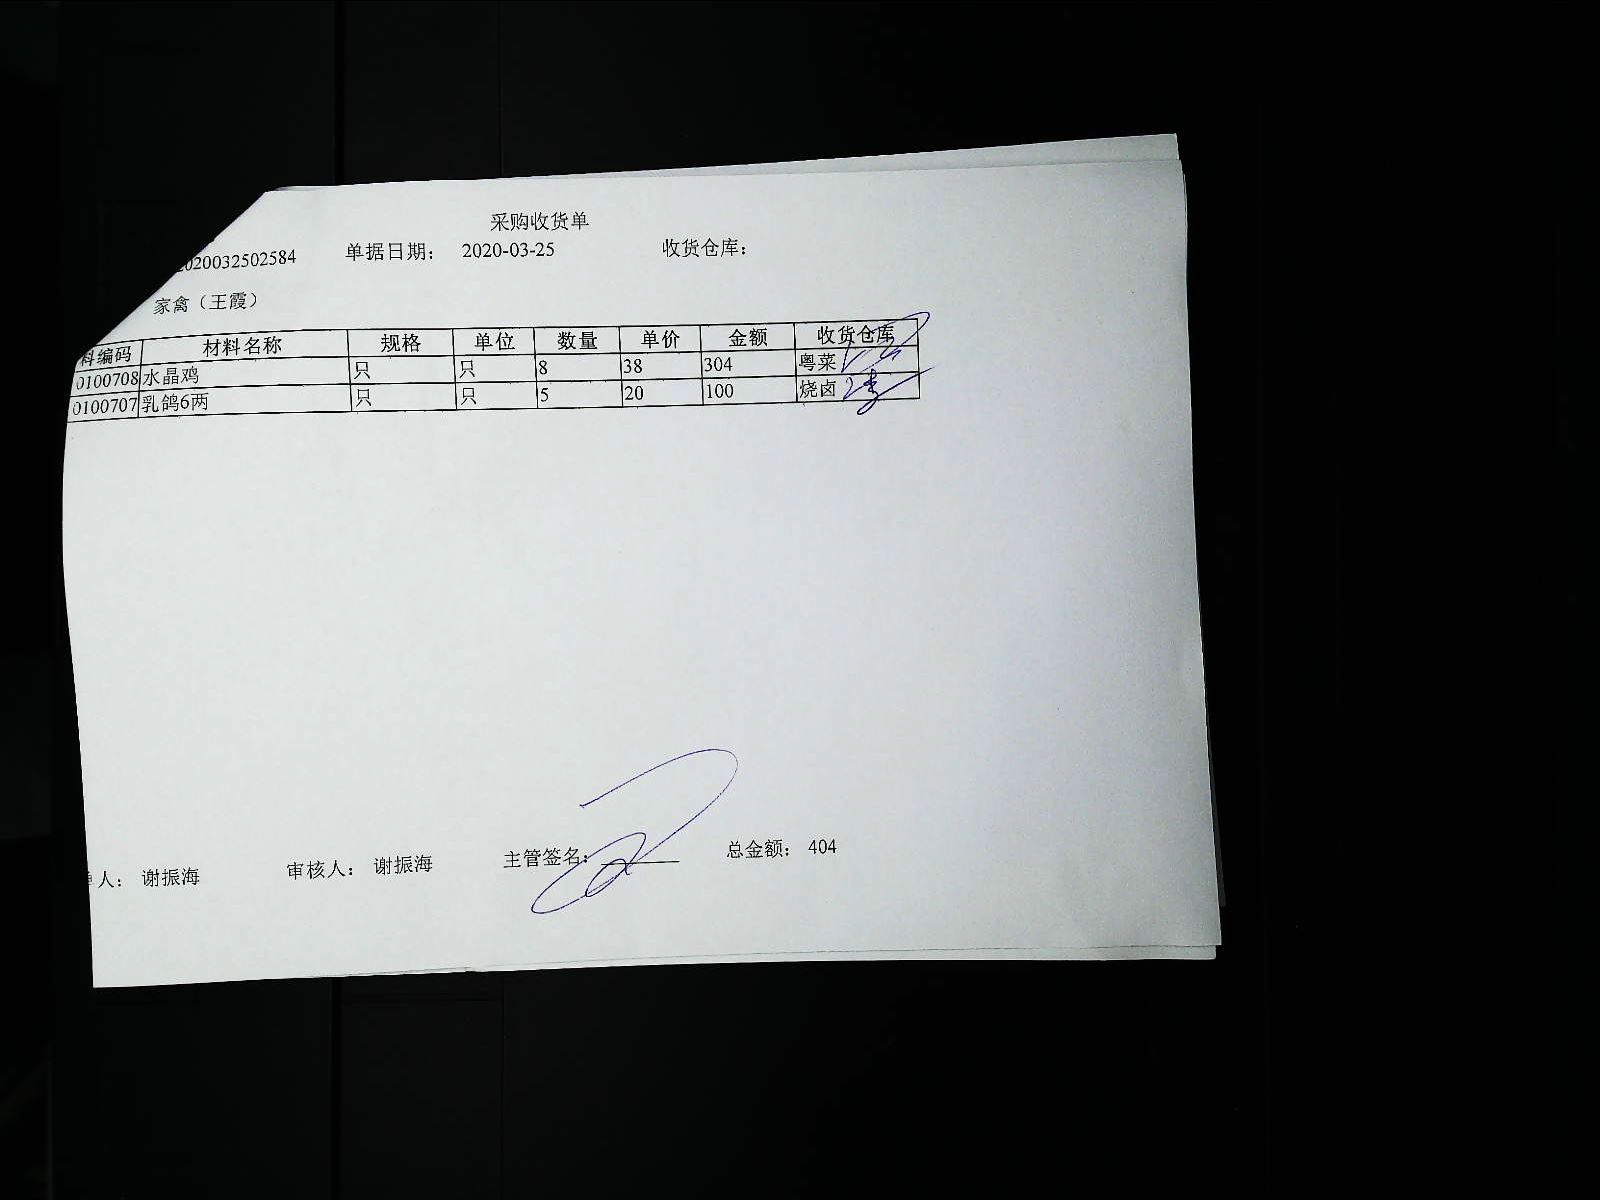 采购收货单
2020032502584 单据日期： 2020-03-25 收货仓库：
家禽（王霞）
料编码 材料名称 规格 单位 数量 单价 金额 收货仓库
0100708 水晶鸡 只 只 8 38 304 粤菜
0100707 乳鸽6两 只 只 5 20 100 烧卤
人： 谢振海 审核人： 谢振海 主管签名： 总金额： 404